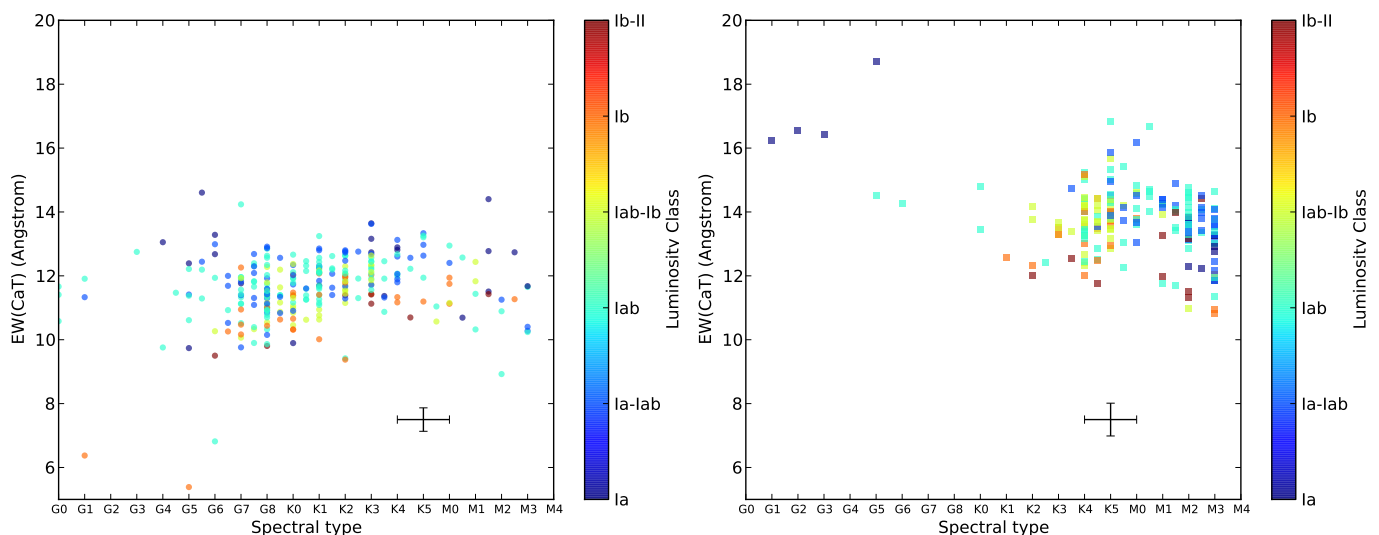 20
18
16
14
12
10
8
6
EW(CaT) (Angstrom)
G0 G1 G2 G3 G4 G5 G6 G7 G8 K0 K1 K2 K3 K4 K5 M0 M1 M2 M3 M4
Spectral type
Ib-II
Ib
Iab-Ib
Iab
Ia-Iab
Ia
Luminosity Class
20
18
16
14
12
10
8
6
EW(CaT) (Angstrom)
G0 G1 G2 G3 G4 G5 G6 G7 G8 K0 K1 K2 K3 K4 K5 M0 M1 M2 M3 M4
Spectral type
Ib-II
Ib
Iab-Ib
Iab
Ia-Iab
Ia
Luminosity Class